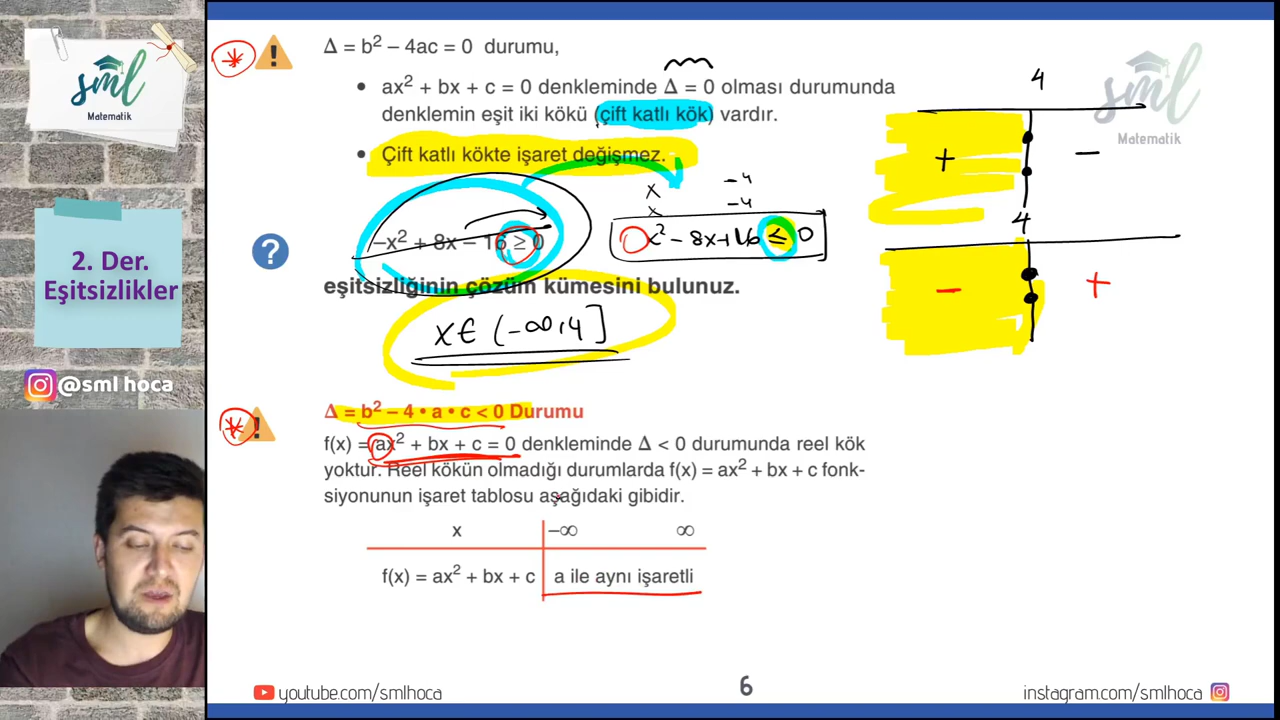 sml
Matematik
2. Der.
Eşitsizlikler
@sml hoca
Δ = b² – 4ac = 0 durumu,
• ax² + bx + c = 0 denkleminde Δ = 0 olması durumunda
denklemin eşit iki kökü (çift katlı kök) vardır.
• Çift katlı kökte işaret değişmez.
x -4
x -4
–x² + 8x – 16 ≥ 0
x² - 8x + 16 ≤ 0
?
eşitsizliğinin çözüm kümesini bulunuz.
x ∈ (-∞, 4]
4
+ -
4
- +
sml
Matematik
Δ = b² – 4 • a • c < 0 Durumu
f(x) = ax² + bx + c = 0 denkleminde Δ < 0 durumunda reel kök
yoktur. Reel kökün olmadığı durumlarda f(x) = ax² + bx + c fonk-
siyonunun işaret tablosu aşağıdaki gibidir.
x –∞ ∞
f(x) = ax² + bx + c a ile aynı işaretli
youtube.com/smlhoca
6
instagram.com/smlhoca